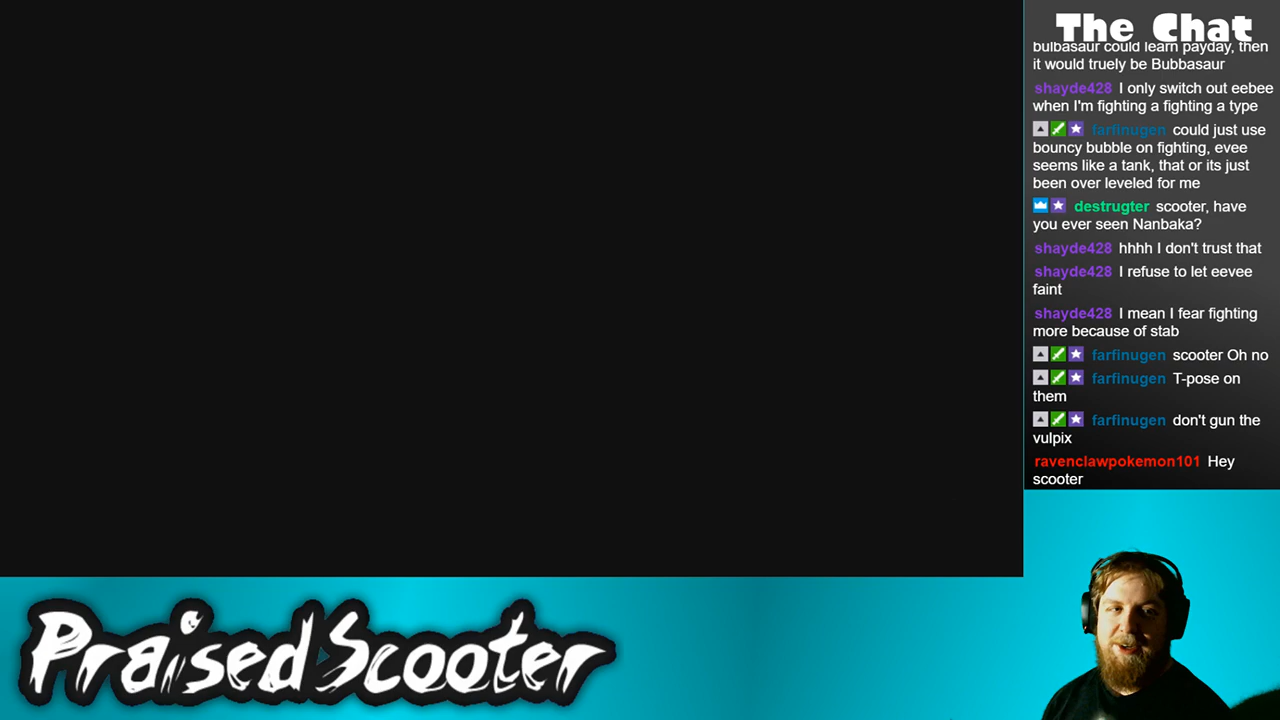 The Chat
bulbasaur could learn payday, then
it would truely be Bubbasaur
shayde428 I only switch out eebee
when I'm fighting a fighting a type
farfinugen could just use
bouncy bubble on fighting, evee
seems like a tank, that or its just
been over leveled for me
destrugter scooter, have
you ever seen Nanbaka?
shayde428 hhhh I don't trust that
shayde428 I refuse to let eevee
faint
shayde428 I mean I fear fighting
more because of stab
farfinugen scooter Oh no
farfinugen T-pose on
them
farfinugen don't gun the
vulpix
ravenclawpokemon101 Hey
scooter
PraisedScooter